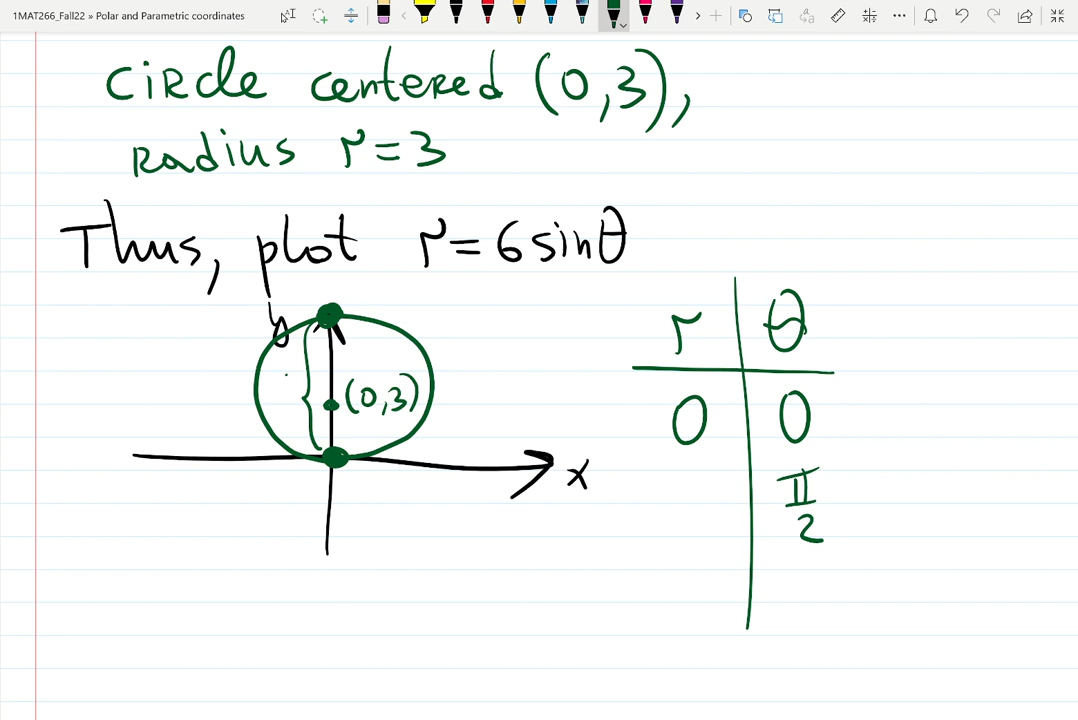 1MAT266_Fall22 » Polar and Parametric coordinates
Circle centered (0,3),
Radius r=3
Thus, plot r=6sinθ
y
(0,3)
x
r θ
0 0
π/2